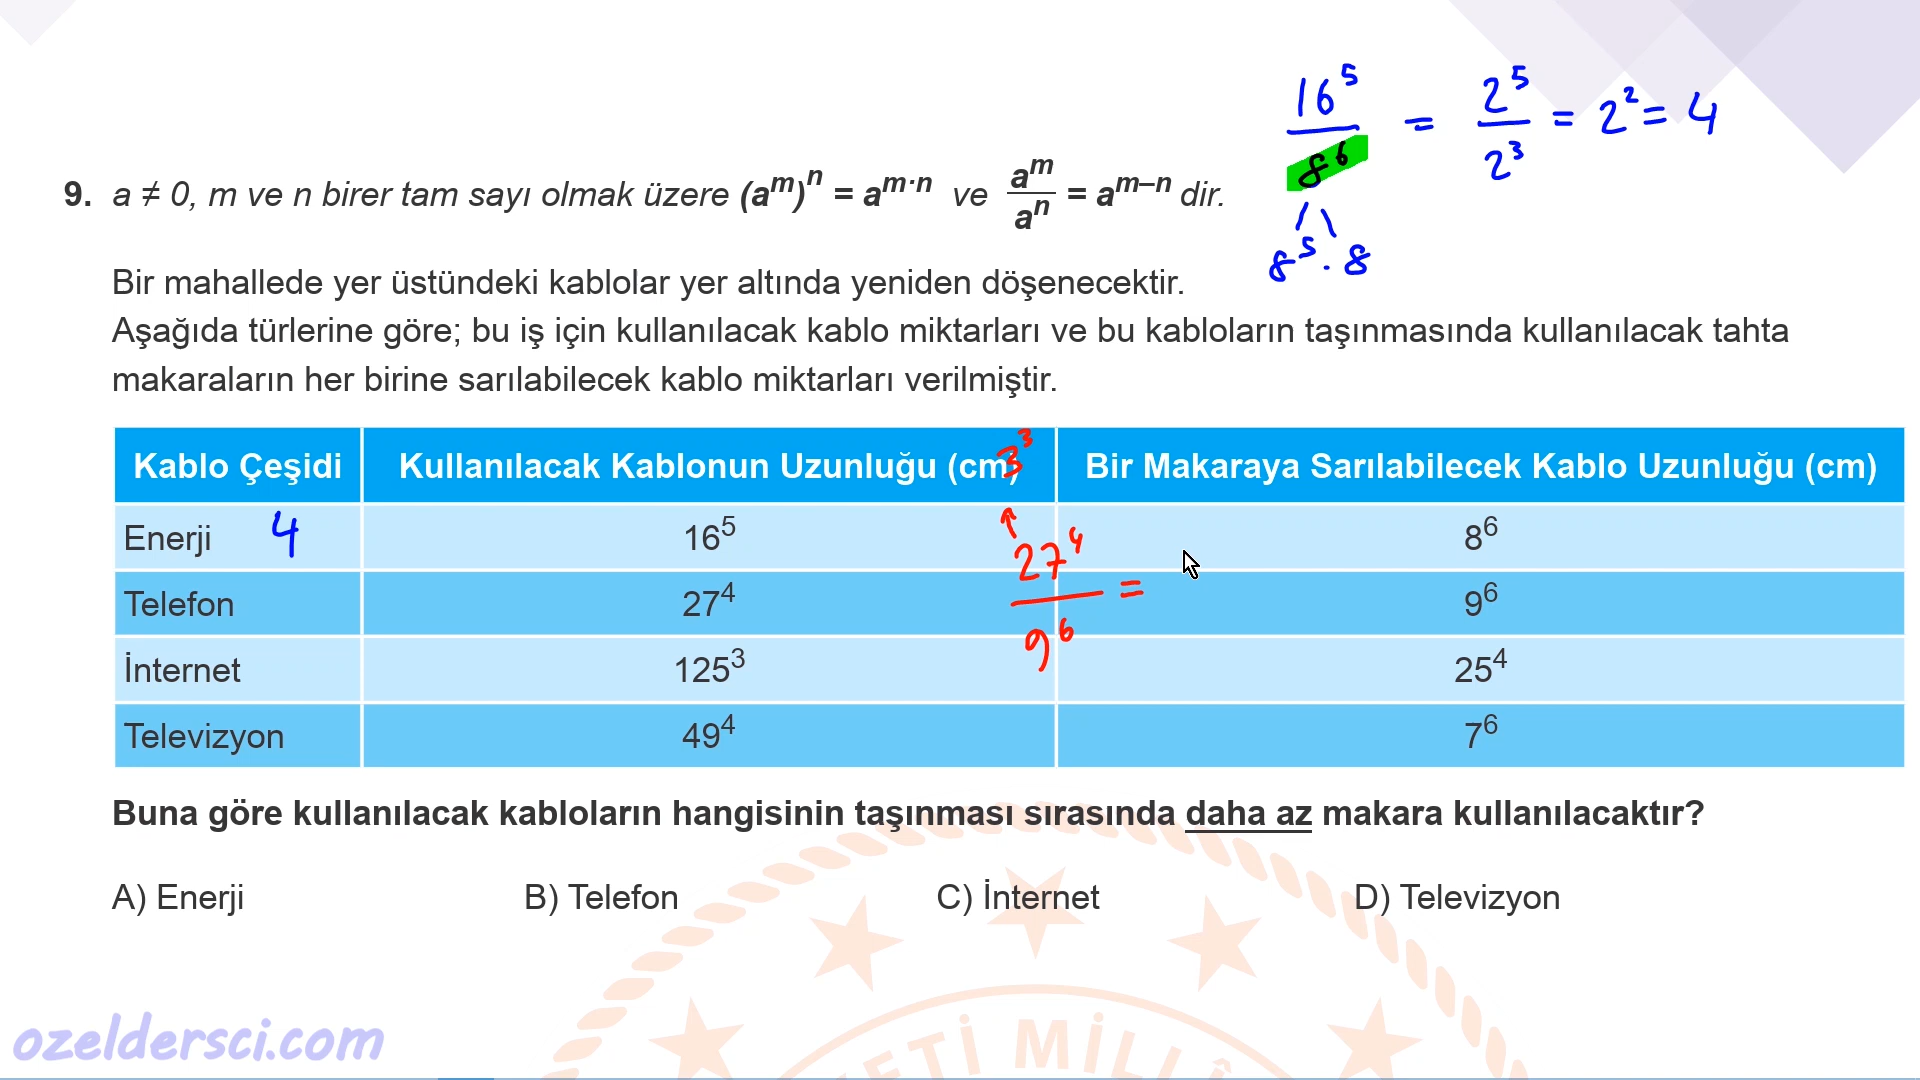 16⁵/8⁶ = 2⁵/2³ = 2² = 4
8⁵ . 8
9. a ≠ 0, m ve n birer tam sayı olmak üzere (aᵐ)ⁿ = aᵐ·ⁿ ve aᵐ/aⁿ = aᵐ⁻ⁿ dir.
Bir mahallede yer üstündeki kablolar yer altında yeniden döşenecektir.
Aşağıda türlerine göre; bu iş için kullanılacak kablo miktarları ve bu kabloların taşınmasında kullanılacak tahta
makaraların her birine sarılabilecek kablo miktarları verilmiştir.
Kablo Çeşidi Kullanılacak Kablonun Uzunluğu (cm) Bir Makaraya Sarılabilecek Kablo Uzunluğu (cm)
3³
Enerji 4 16⁵ 8⁶
27⁴/9⁶ =
Telefon 27⁴ 9⁶
İnternet 125³ 25⁴
Televizyon 49⁴ 7⁶
Buna göre kullanılacak kabloların hangisinin taşınması sırasında daha az makara kullanılacaktır?
A) Enerji B) Telefon C) İnternet D) Televizyon
ozeldersci.com
ETİ MİLLÎ